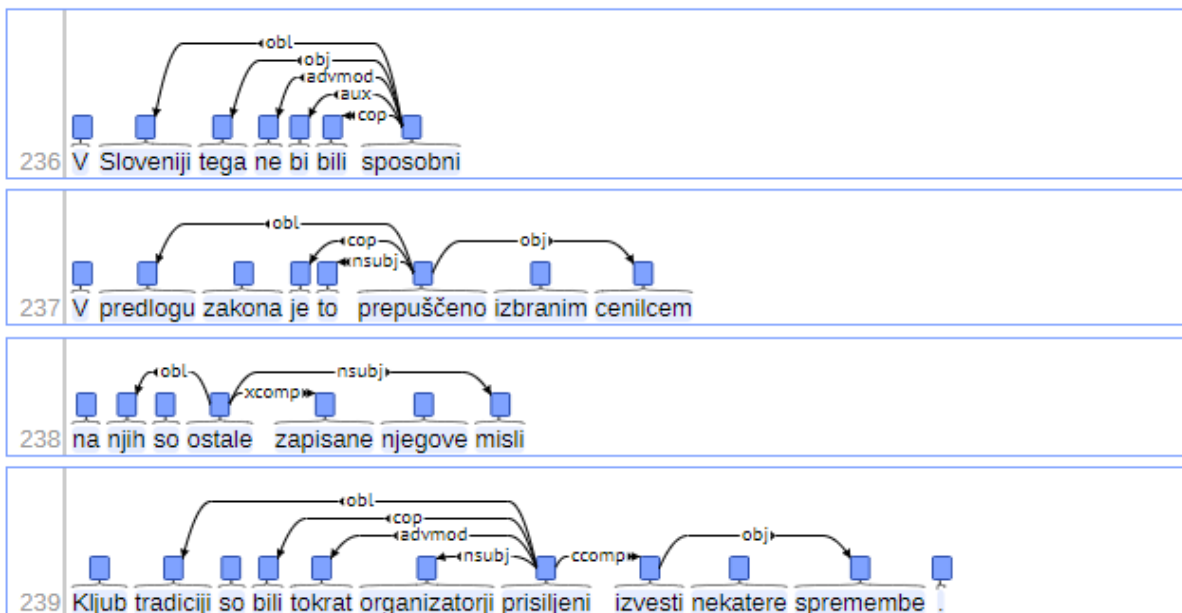 obl
obj
advmod
aux
cop
236 V Sloveniji tega ne bi bili sposobni
obl
cop obj
nsubj
237 V predlogu zakona je to prepuščeno izbranim cenilcem
obl nsubj
xcomp
238 na njih so ostale zapisane njegove misli
obl
cop
advmod obj
nsubj ccomp
239 Kljub tradiciji so bili tokrat organizatorji prisiljeni izvesti nekatere spremembe .